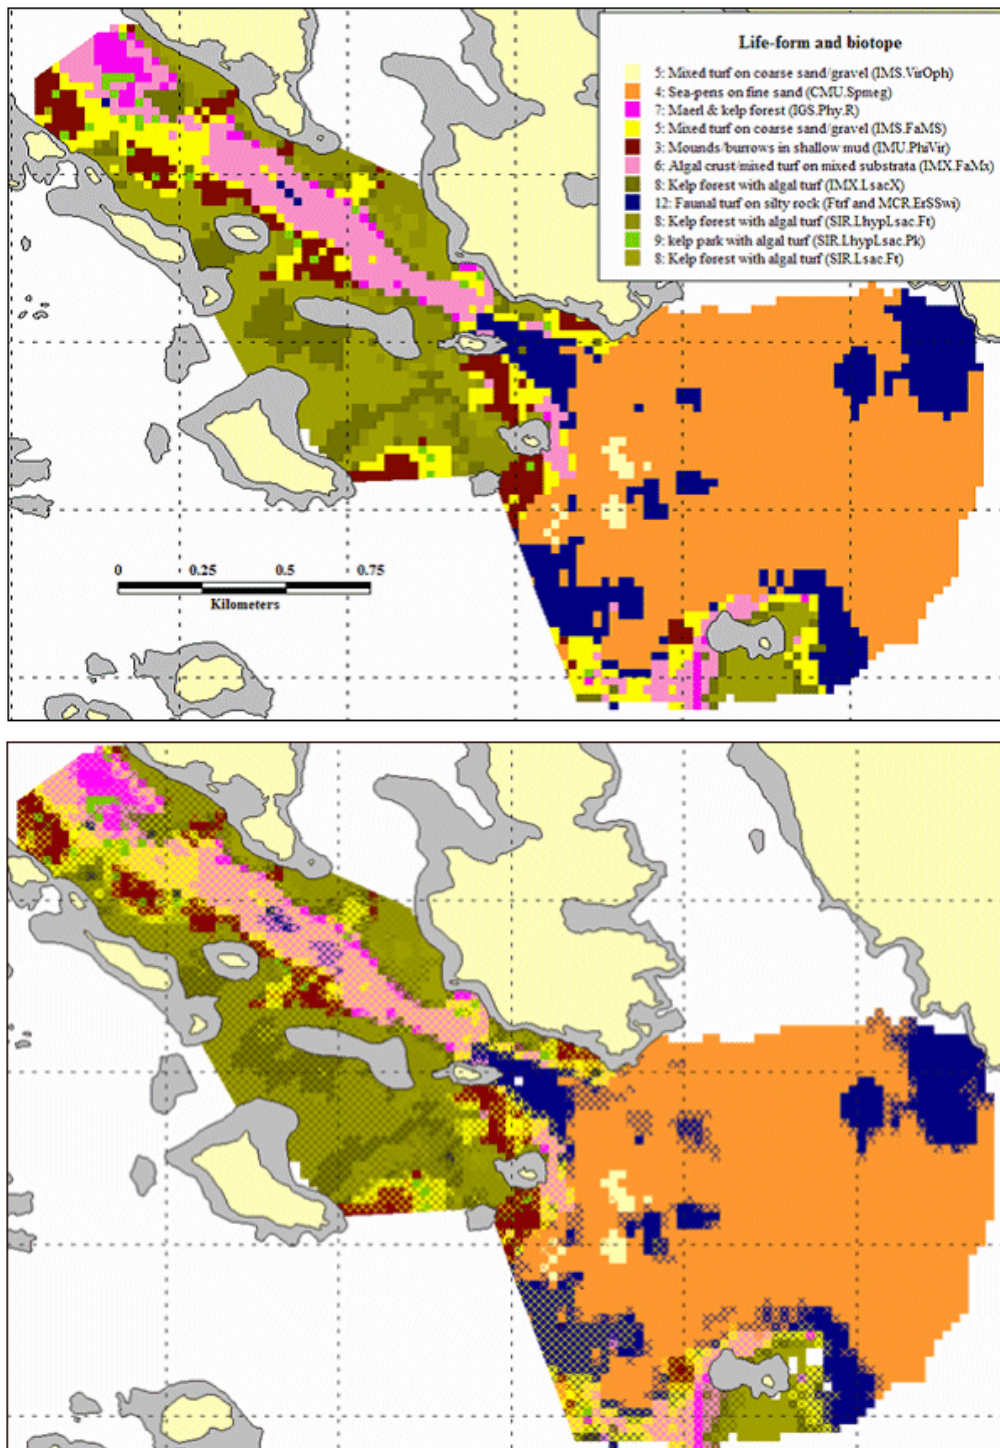 Life-form and biotope
5: Mixed turf on coarse sand/gravel (IMS.VirOph)
4: Sea-pens on fine sand (CMU.Spmeg)
7: Maerl & kelp forest (IGS.Phy.R)
5: Mixed turf on coarse sand/gravel (IMS.FaMS)
3: Mounds/burrows in shallow mud (IMU.PhiVir)
6: Algal crust/mixed turf on mixed substrata (IMX.FaMx)
8: Kelp forest with algal turf (IMX.LsacX)
12: Faunal turf on silty rock (Ftrf and MCR.ErSSwi)
8: Kelp forest with algal turf (SIR.LhypLsac.Ft)
9: kelp park with algal turf (SIR.LhypLsac.Pk)
8: Kelp forest with algal turf (SIR.Lsac.Ft)
0 0.25 0.5 0.75
Kilometers